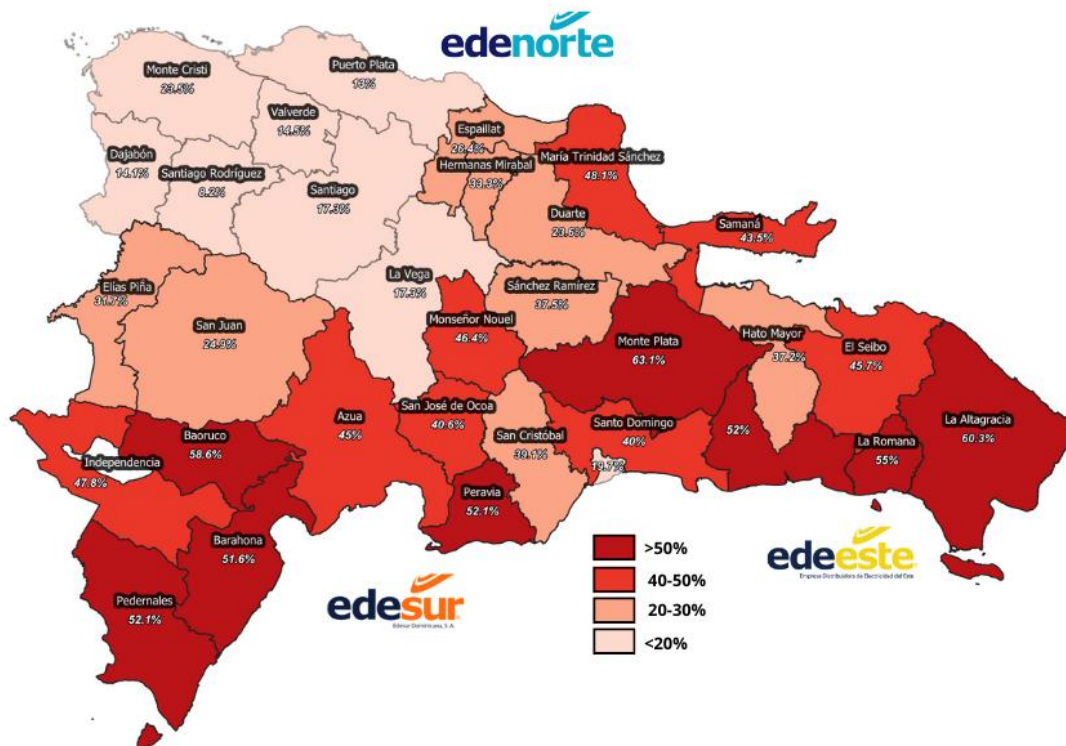 edenorte
Monte Cristi
23.5%
Puerto Plata
13%
Valverde
14.5%
Dajabón
14.1%
Santiago Rodríguez
8.2%
Santiago
17.3%
Espaillat
26.4%
Hermanas Mirabal
33.3%
María Trinidad Sánchez
48.1%
Duarte
23.6%
Samaná
43.5%
La Vega
17.3%
Sánchez Ramírez
37.5%
Elías Piña
31.7%
San Juan
24.9%
Monseñor Nouel
46.4%
Monte Plata
63.1%
Hato Mayor
37.2%
El Seibo
45.7%
La Altagracia
60.3%
Azua
45%
San José de Ocoa
40.6%
San Cristóbal
39.1%
Santo Domingo
40%
19.7%
52%
La Romana
55%
Baoruco
58.6%
Independencia
47.8%
Peravia
52.1%
Barahona
51.6%
Pedernales
52.1%
>50%
40-50%
20-30%
<20%
edesur
Edesur Dominicana, S.A.
edeeste
Empresa Distribuidora de Electricidad del Este